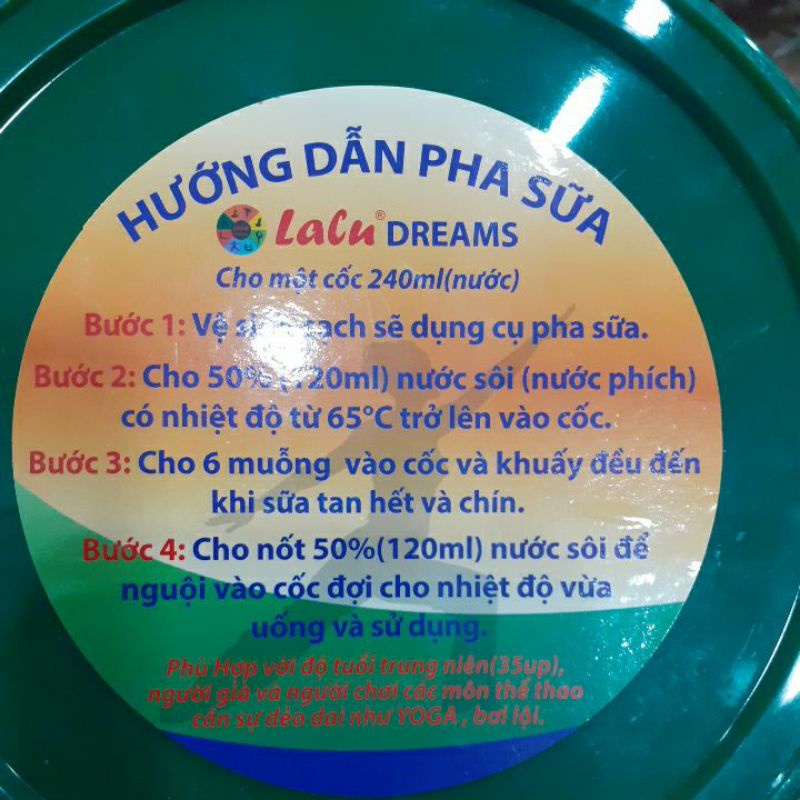 HƯỚNG DẪN PHA SỮA
LaLu® DREAMS
Cho một cốc 240ml(nước)
Bước 1: Vệ sinh sạch sẽ dụng cụ pha sữa.
Bước 2: Cho 50% (120ml) nước sôi (nước phích)
có nhiệt độ từ 65°C trở lên vào cốc.
Bước 3: Cho 6 muỗng vào cốc và khuấy đều đến
khi sữa tan hết và chín.
Bước 4: Cho nốt 50%(120ml) nước sôi để
nguội vào cốc đợi cho nhiệt độ vừa
uống và sử dụng.
Phù Hợp với độ tuổi trung niên(35up),
người già và người chơi các môn thể thao
cần sự dẻo dai như YOGA , bơi lội.